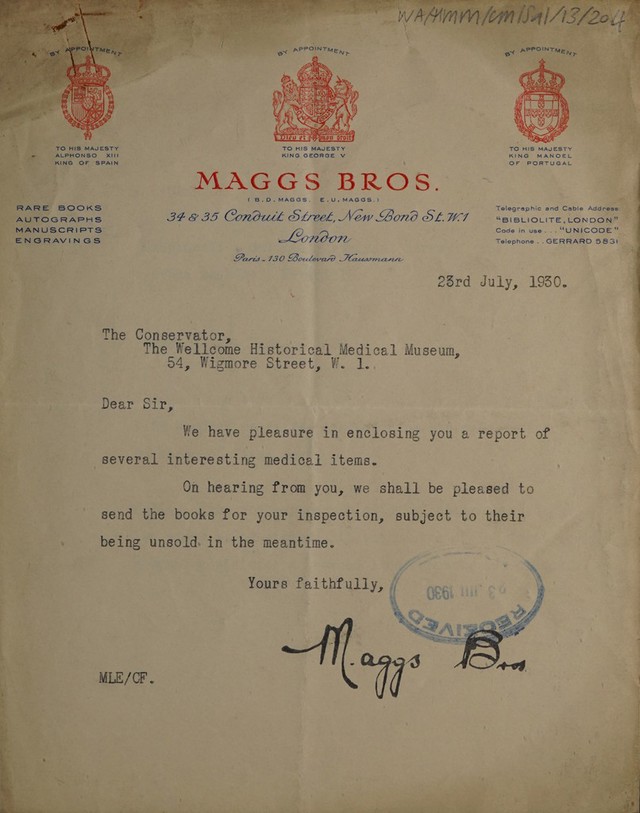 WA/HMM/CM/Sal/13/204
BY APPOINTMENT
TO HIS MAJESTY
ALPHONSO XIII
KING OF SPAIN
BY APPOINTMENT
DIEU ET MON DROIT
TO HIS MAJESTY
KING GEORGE V
BY APPOINTMENT
TO HIS MAJESTY
KING MANOEL
OF PORTUGAL
MAGGS BROS.
( B. D. MAGGS. E. U. MAGGS. )
34 & 35 Conduit Street, New Bond St. W.1
London
Paris - 130 Boulevard Haussmann
RARE BOOKS
AUTOGRAPHS
MANUSCRIPTS
ENGRAVINGS
Telegraphic and Cable Address
"BIBLIOLITE, LONDON"
Code in use ... "UNICODE"
Telephone .. GERRARD 5831
23rd July, 1930.
The Conservator,
The Wellcome Historical Medical Museum,
54, Wigmore Street, W. 1.
Dear Sir,
We have pleasure in enclosing you a report of
several interesting medical items.
On hearing from you, we shall be pleased to
send the books for your inspection, subject to their
being unsold in the meantime.
Yours faithfully,
RECEIVED
JUL 1930
Maggs Bros
MLE/CF.